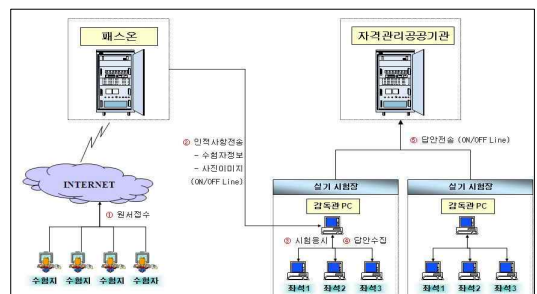 패스온
자격관리공공기관
② 인적사항전송
- 수험자정보
- 사진이미지
(ON/OFF Line)
⑤ 답안전송 (ON/OFF Line)
INTERNET
① 원서접수
실기 시험장
실기 시험장
감독관 PC
감독관 PC
③ 시험응시
④ 답안수집
수험자
수험자
수험자
수험자
좌석1
좌석2
좌석3
좌석1
좌석2
좌석3